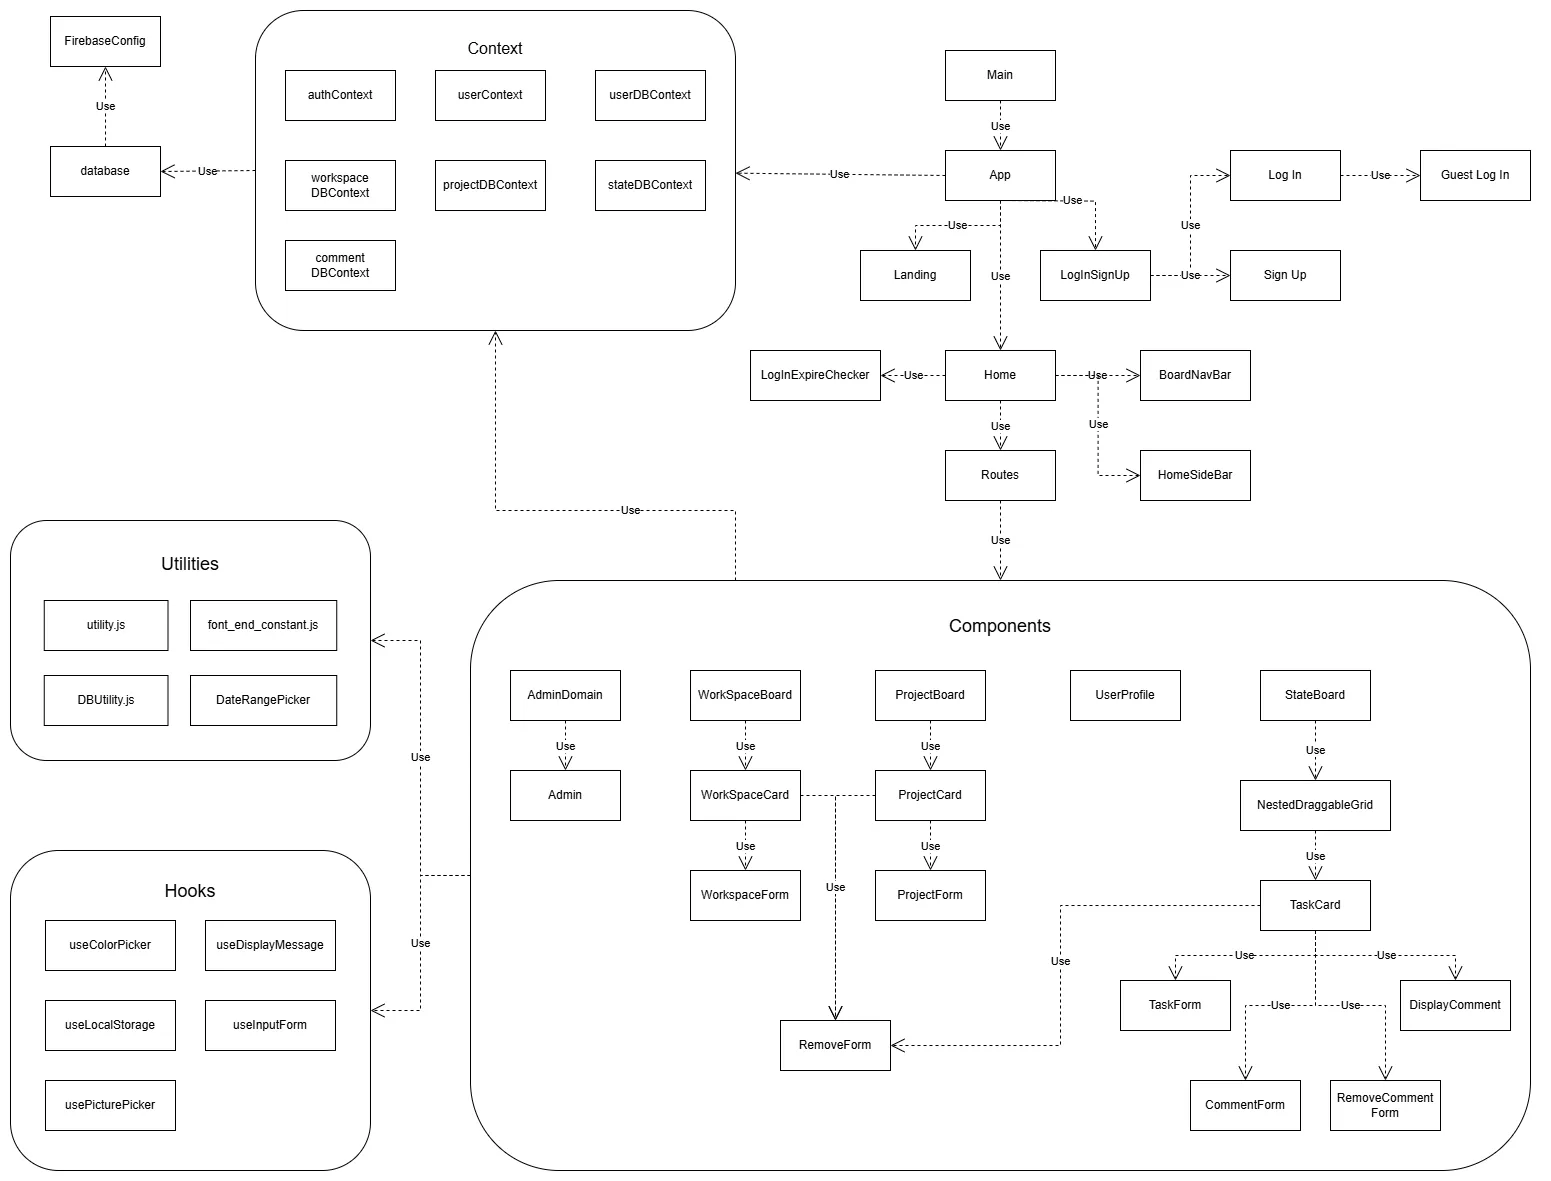 FirebaseConfig
Use
database
Use
Context
authContext
userContext
userDBContext
workspace
DBContext
projectDBContext
stateDBContext
comment
DBContext
Main
Use
App
Use
Use
Use
Use
Landing
LogInSignUp
Use
Use
Log In
Use
Guest Log In
Sign Up
LogInExpireChecker
Use
Home
Use
BoardNavBar
Use
Use
Routes
HomeSideBar
Use
Use
Utilities
utility.js
font_end_constant.js
DBUtility.js
DateRangePicker
Use
Hooks
useColorPicker
useDisplayMessage
useLocalStorage
useInputForm
usePicturePicker
Use
Components
AdminDomain
WorkSpaceBoard
ProjectBoard
UserProfile
StateBoard
Use
Use
Use
Use
Admin
WorkSpaceCard
ProjectCard
NestedDraggableGrid
Use
Use
Use
Use
WorkspaceForm
ProjectForm
TaskCard
Use
Use
Use
TaskForm
Use
Use
DisplayComment
RemoveForm
CommentForm
RemoveComment
Form